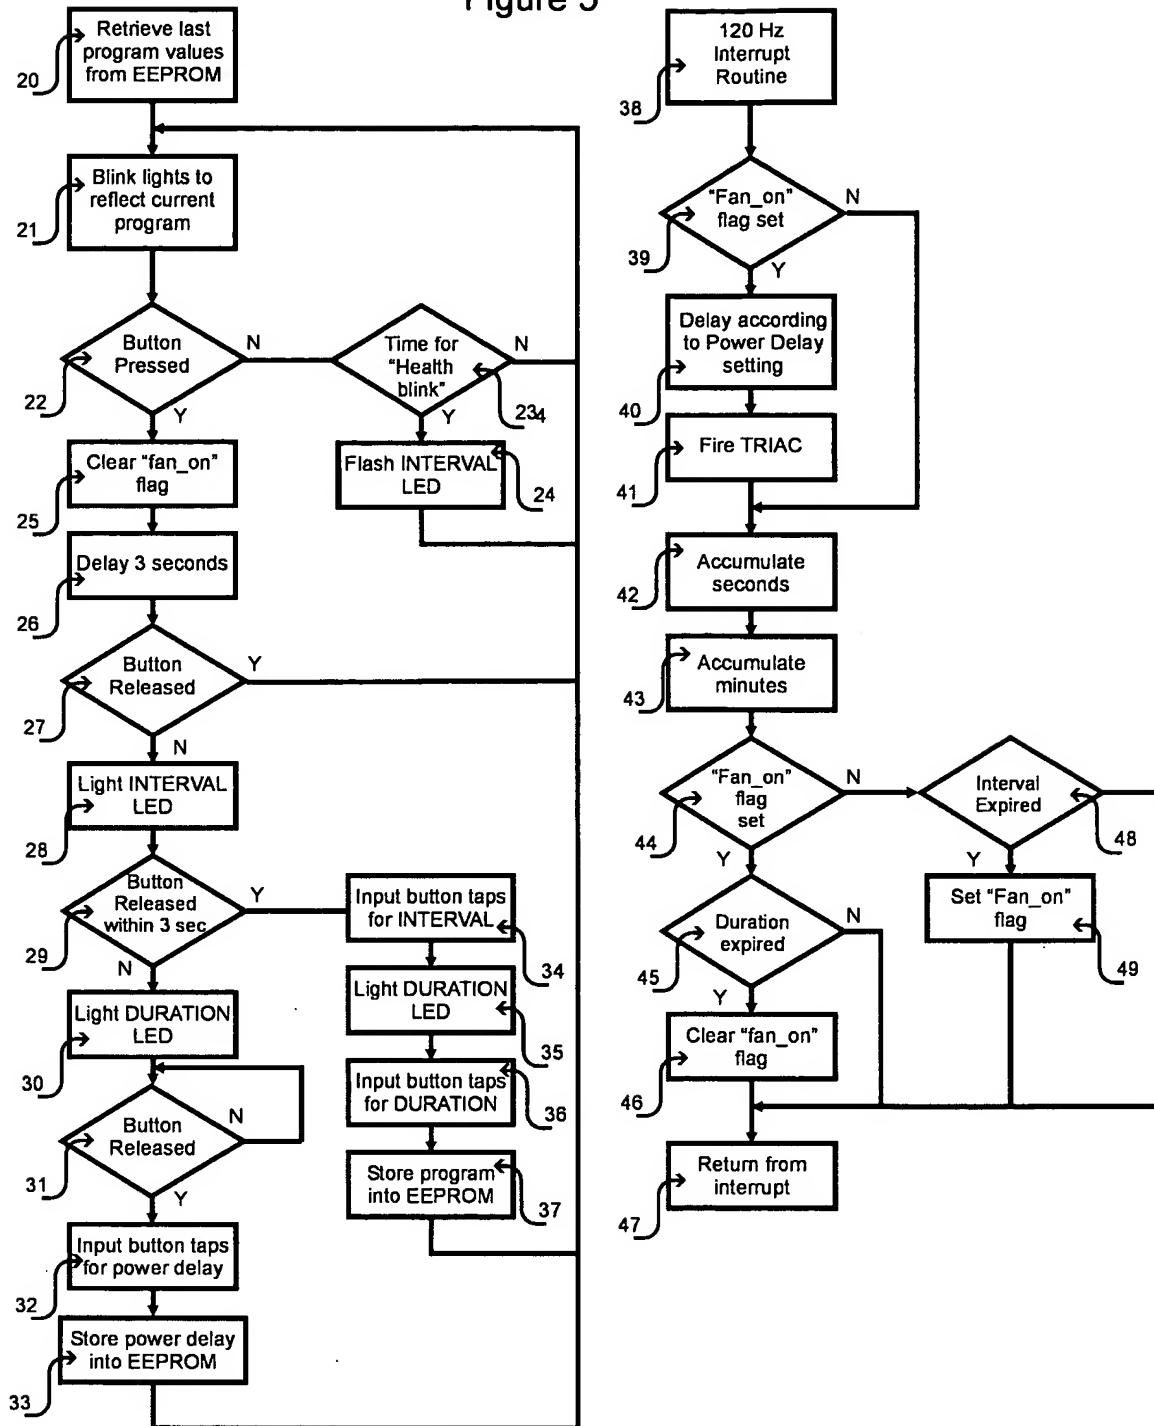 Figure 5
Retrieve last
program values
from EEPROM
20
Blink lights to
reflect current
program
21
Button
Pressed
N
Y
22
Time for
"Health
blink"
N
Y
234
Clear "fan_on"
flag
25
Flash INTERVAL
LED
24
Delay 3 seconds
26
Button
Released
Y
N
27
Light INTERVAL
LED
28
Button
Released
within 3 sec
Y
N
29
Input button taps
for INTERVAL
34
Light DURATION
LED
30
Light DURATION
LED
35
Button
Released
N
Y
31
Input button taps
for DURATION
36
Store program
into EEPROM
37
Input button taps
for power delay
32
Store power delay
into EEPROM
33
120 Hz
Interrupt
Routine
38
"Fan_on"
flag set
N
Y
39
Delay according
to Power Delay
setting
40
Fire TRIAC
41
Accumulate
seconds
42
Accumulate
minutes
43
"Fan_on"
flag
set
N
Y
44
Interval
Expired
Y
48
Duration
expired
N
Y
45
Set "Fan_on"
flag
49
Clear "fan_on"
flag
46
Return from
interrupt
47